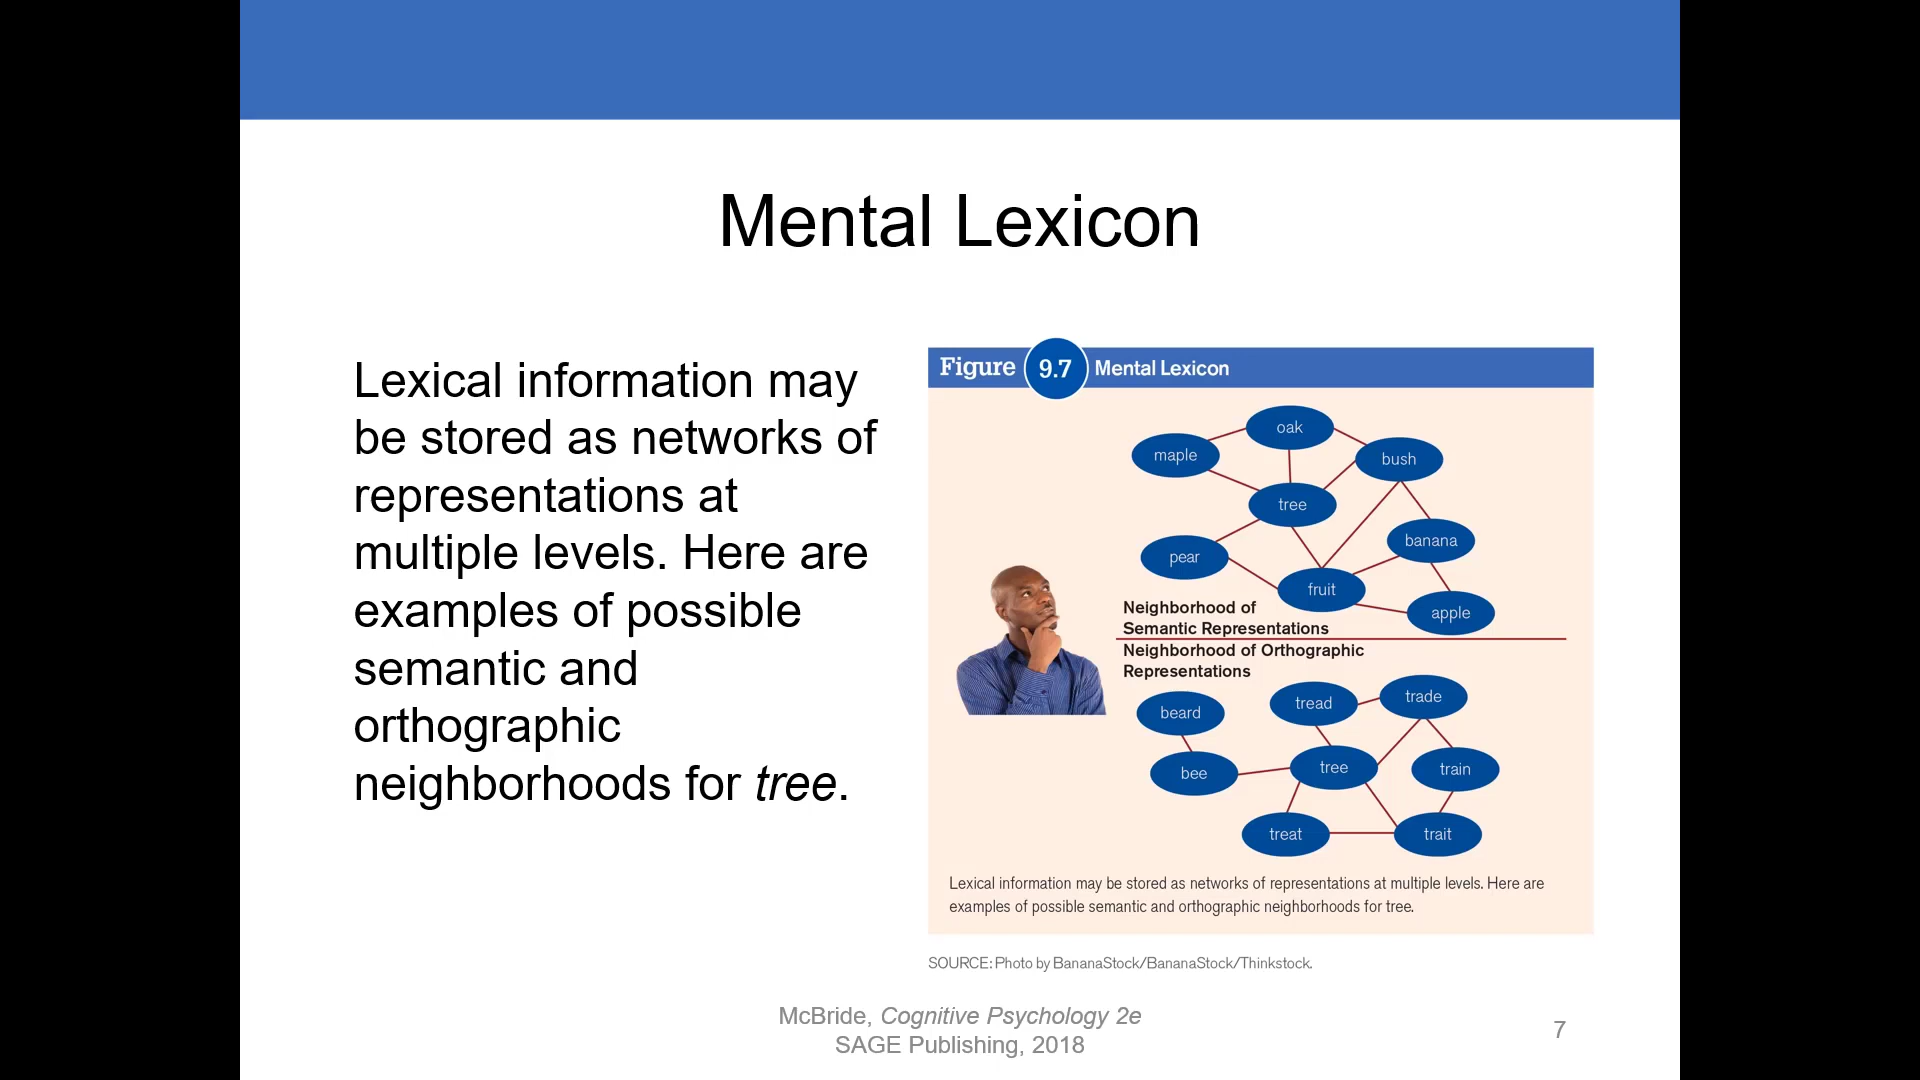 Mental Lexicon
Lexical information may
be stored as networks of
representations at
multiple levels. Here are
examples of possible
semantic and
orthographic
neighborhoods for tree.
Figure 9.7 Mental Lexicon
oak
maple
bush
tree
banana
pear
fruit
apple
Neighborhood of
Semantic Representations
Neighborhood of Orthographic
Representations
beard
tread
trade
bee
tree
train
treat
trait
Lexical information may be stored as networks of representations at multiple levels. Here are
examples of possible semantic and orthographic neighborhoods for tree.
SOURCE: Photo by BananaStock/BananaStock/Thinkstock.
McBride, Cognitive Psychology 2e
SAGE Publishing, 2018
7